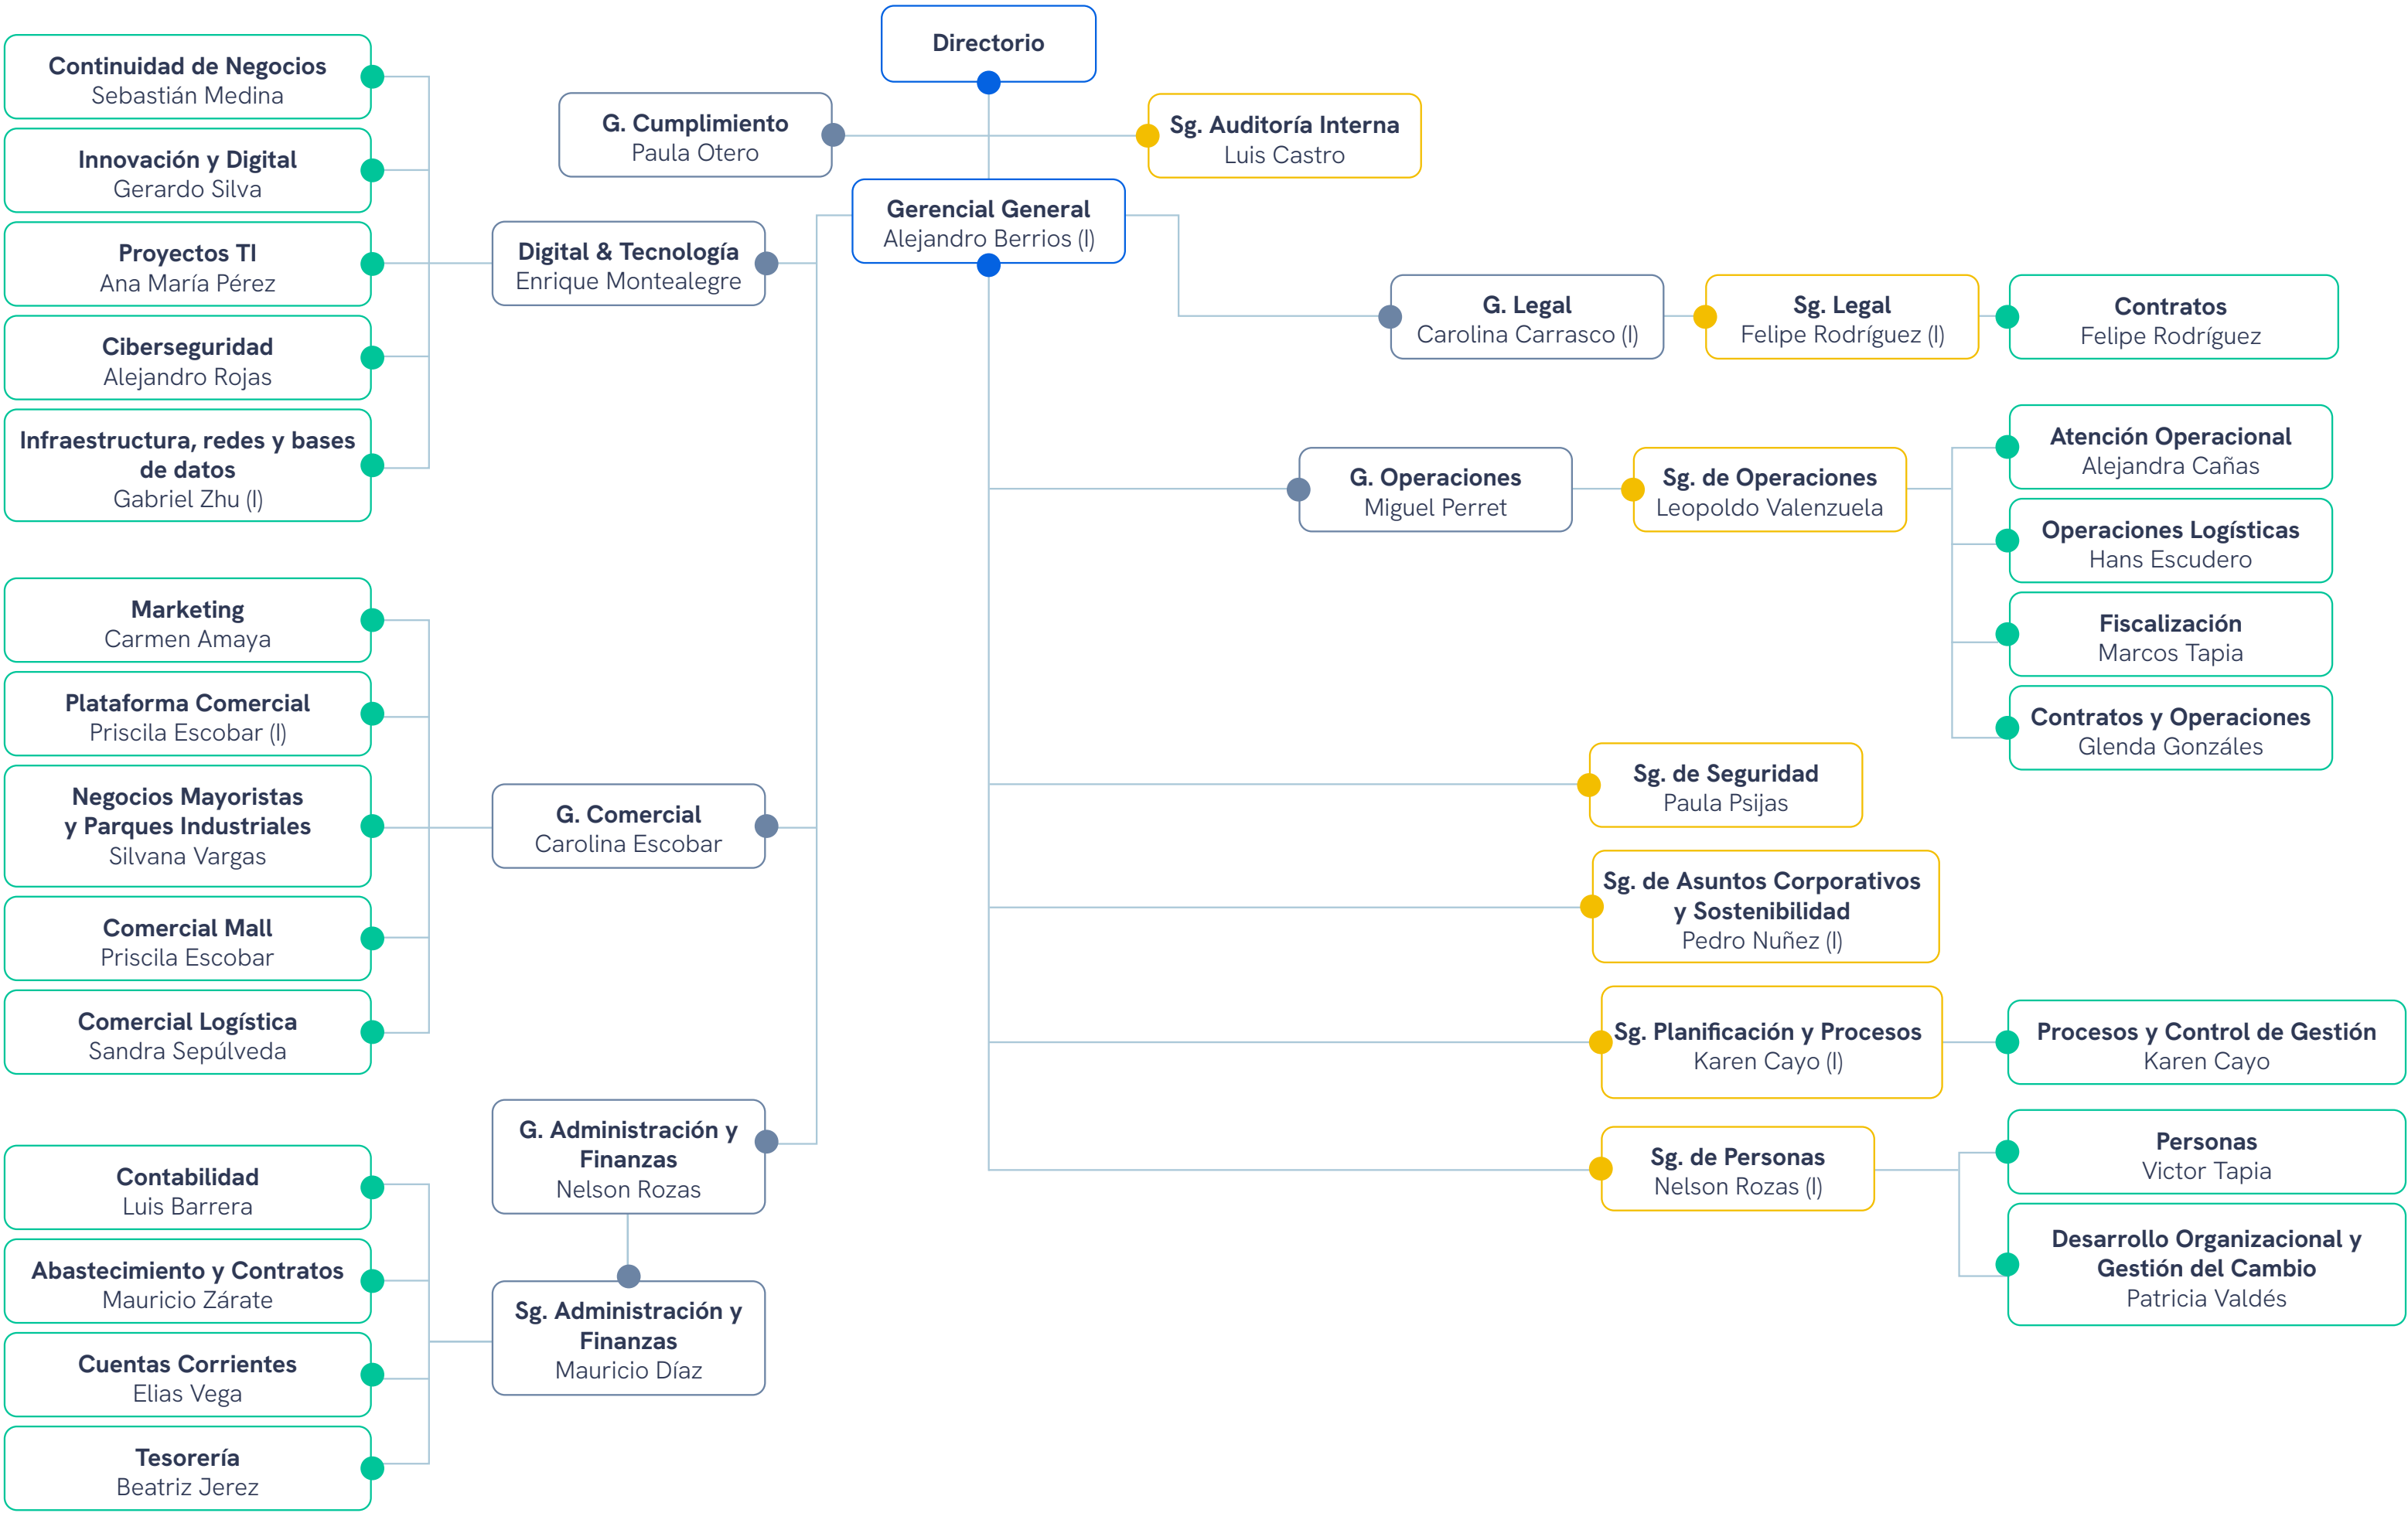 Directorio
G. Cumplimiento
Paula Otero
Sg. Auditoría Interna
Luis Castro
Gerencial General
Alejandro Berrios (I)
Continuidad de Negocios
Sebastián Medina
Innovación y Digital
Gerardo Silva
Proyectos TI
Ana María Pérez
Ciberseguridad
Alejandro Rojas
Infraestructura, redes y bases
de datos
Gabriel Zhu (I)
Digital & Tecnología
Enrique Montealegre
G. Legal
Carolina Carrasco (I)
Sg. Legal
Felipe Rodríguez (I)
Contratos
Felipe Rodríguez
G. Operaciones
Miguel Perret
Sg. de Operaciones
Leopoldo Valenzuela
Atención Operacional
Alejandra Cañas
Operaciones Logísticas
Hans Escudero
Fiscalización
Marcos Tapia
Contratos y Operaciones
Glenda Gonzáles
Marketing
Carmen Amaya
Plataforma Comercial
Priscila Escobar (I)
Negocios Mayoristas
y Parques Industriales
Silvana Vargas
Comercial Mall
Priscila Escobar
Comercial Logística
Sandra Sepúlveda
G. Comercial
Carolina Escobar
Sg. de Seguridad
Paula Psijas
Sg. de Asuntos Corporativos
y Sostenibilidad
Pedro Nuñez (I)
Sg. Planificación y Procesos
Karen Cayo (I)
Procesos y Control de Gestión
Karen Cayo
Sg. de Personas
Nelson Rozas (I)
Personas
Victor Tapia
Desarrollo Organizacional y
Gestión del Cambio
Patricia Valdés
G. Administración y
Finanzas
Nelson Rozas
Sg. Administración y
Finanzas
Mauricio Díaz
Contabilidad
Luis Barrera
Abastecimiento y Contratos
Mauricio Zárate
Cuentas Corrientes
Elias Vega
Tesorería
Beatriz Jerez